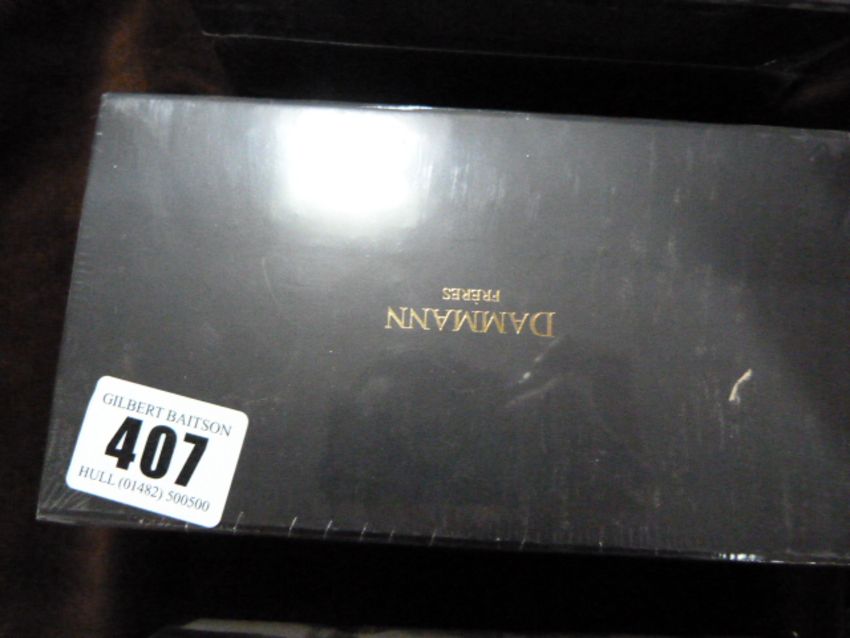 DAMMANN
FRÈRES
GILBERT BAITSON
407
HULL (01482) 500500